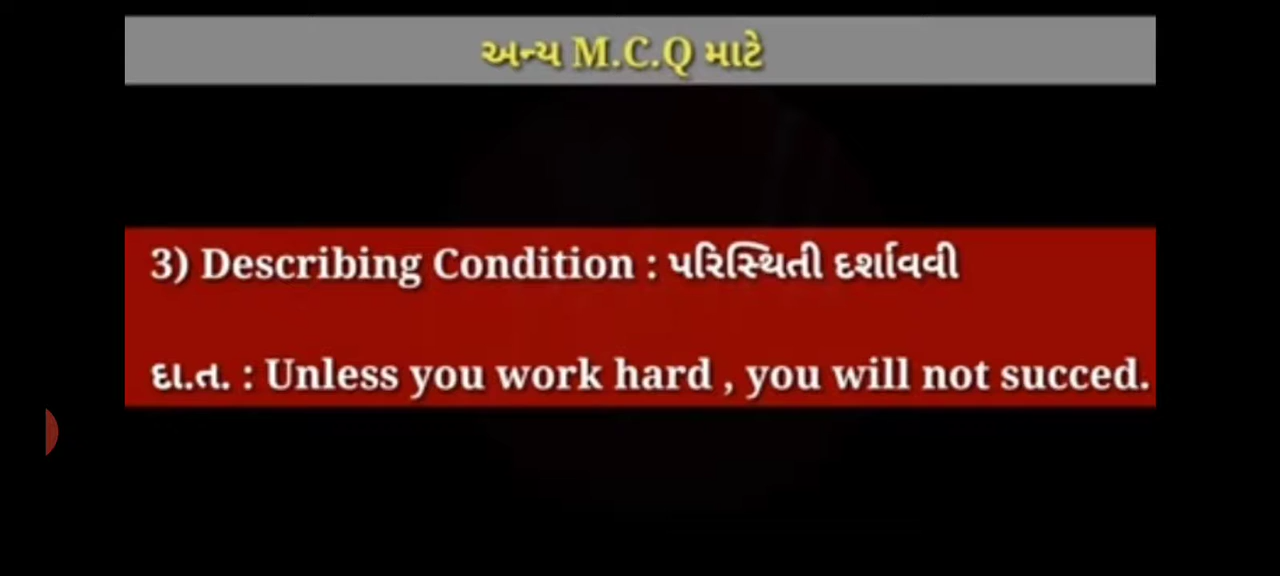 અન્ય M.C.Q માટે
3) Describing Condition : પરિસ્થિતી દર્શાવવી
દા.ત. : Unless you work hard , you will not succed.